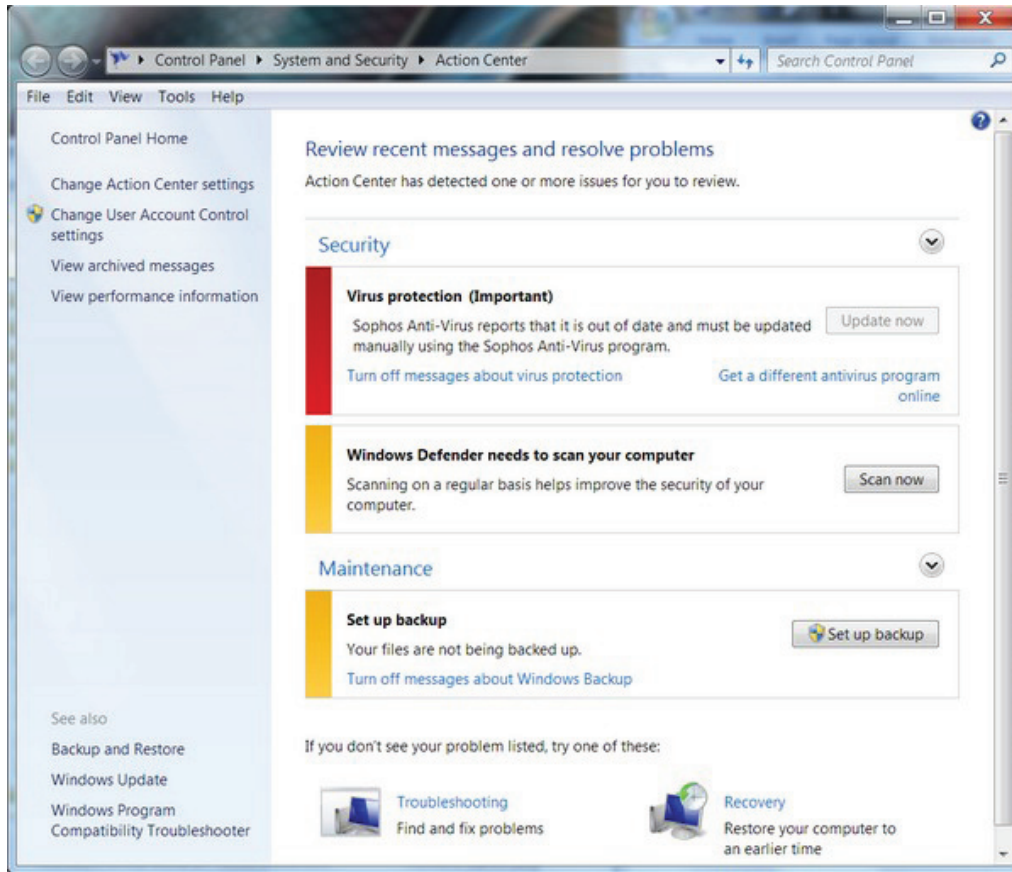 Control Panel ▸ System and Security ▸ Action Center
Search Control Panel
File Edit View Tools Help
Control Panel Home
Change Action Center settings
Change User Account Control
settings
View archived messages
View performance information
See also
Backup and Restore
Windows Update
Windows Program
Compatibility Troubleshooter
Review recent messages and resolve problems
Action Center has detected one or more issues for you to review.
Security
Virus protection (Important)
Sophos Anti-Virus reports that it is out of date and must be updated
manually using the Sophos Anti-Virus program.
Update now
Turn off messages about virus protection
Get a different antivirus program
online
Windows Defender needs to scan your computer
Scanning on a regular basis helps improve the security of your
computer.
Scan now
Maintenance
Set up backup
Your files are not being backed up.
Set up backup
Turn off messages about Windows Backup
If you don't see your problem listed, try one of these:
Troubleshooting
Find and fix problems
Recovery
Restore your computer to
an earlier time